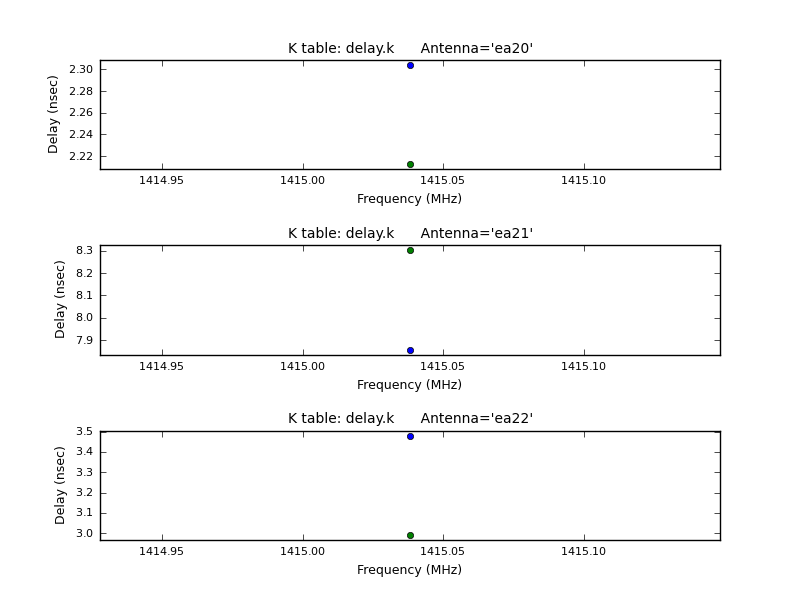 K table: delay.k Antenna='ea20'
Delay (nsec)
2.30
2.28
2.26
2.24
2.22
1414.95 1415.00 1415.05 1415.10
Frequency (MHz)
K table: delay.k Antenna='ea21'
Delay (nsec)
8.3
8.2
8.1
8.0
7.9
1414.95 1415.00 1415.05 1415.10
Frequency (MHz)
K table: delay.k Antenna='ea22'
Delay (nsec)
3.5
3.4
3.3
3.2
3.1
3.0
1414.95 1415.00 1415.05 1415.10
Frequency (MHz)